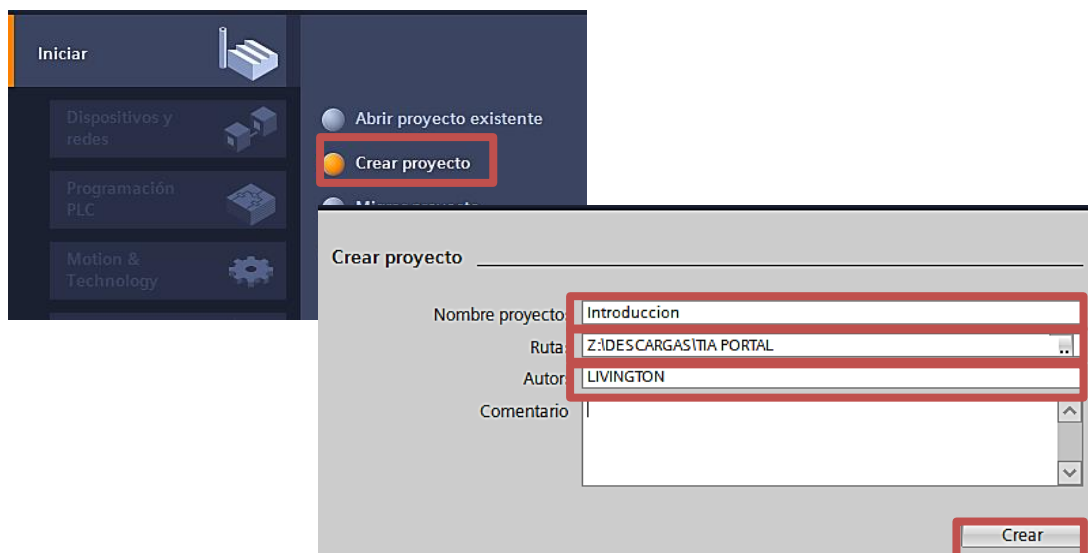 Iniciar
Dispositivos y
redes
Programación
PLC
Motion &
Technology
Abrir proyecto existente
Crear proyecto
Crear proyecto
Nombre proyecto:
Introduccion
Ruta:
Z:\DESCARGAS\TIA PORTAL
..
Autor:
LIVINGTON
Comentario
Crear